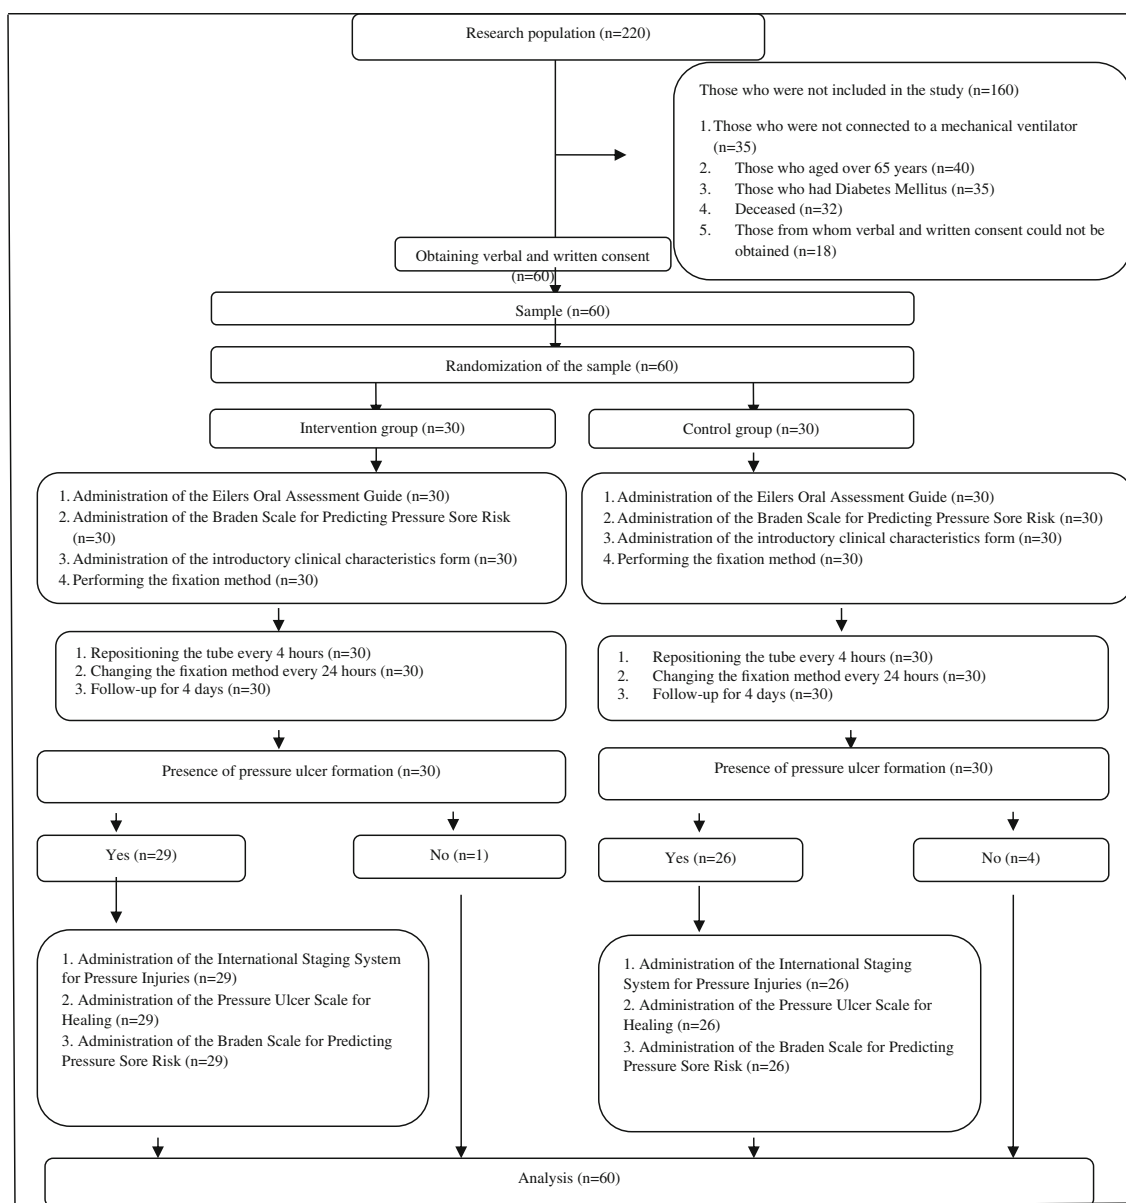 Research population (n=220)
Those who were not included in the study (n=160)
1. Those who were not connected to a mechanical ventilator
(n=35)
2. Those who aged over 65 years (n=40)
3. Those who had Diabetes Mellitus (n=35)
4. Deceased (n=32)
5. Those from whom verbal and written consent could not be
obtained (n=18)
Obtaining verbal and written consent
(n=60)
Sample (n=60)
Randomization of the sample (n=60)
Intervention group (n=30)
Control group (n=30)
1. Administration of the Eilers Oral Assessment Guide (n=30)
2. Administration of the Braden Scale for Predicting Pressure Sore Risk
(n=30)
3. Administration of the introductory clinical characteristics form (n=30)
4. Performing the fixation method (n=30)
1. Administration of the Eilers Oral Assessment Guide (n=30)
2. Administration of the Braden Scale for Predicting Pressure Sore Risk (n=30)
3. Administration of the introductory clinical characteristics form (n=30)
4. Performing the fixation method (n=30)
1. Repositioning the tube every 4 hours (n=30)
2. Changing the fixation method every 24 hours (n=30)
3. Follow-up for 4 days (n=30)
1. Repositioning the tube every 4 hours (n=30)
2. Changing the fixation method every 24 hours (n=30)
3. Follow-up for 4 days (n=30)
Presence of pressure ulcer formation (n=30)
Presence of pressure ulcer formation (n=30)
Yes (n=29)
No (n=1)
Yes (n=26)
No (n=4)
1. Administration of the International Staging System
for Pressure Injuries (n=29)
2. Administration of the Pressure Ulcer Scale for
Healing (n=29)
3. Administration of the Braden Scale for Predicting
Pressure Sore Risk (n=29)
1. Administration of the International Staging
System for Pressure Injuries (n=26)
2. Administration of the Pressure Ulcer Scale for
Healing (n=26)
3. Administration of the Braden Scale for Predicting
Pressure Sore Risk (n=26)
Analysis (n=60)